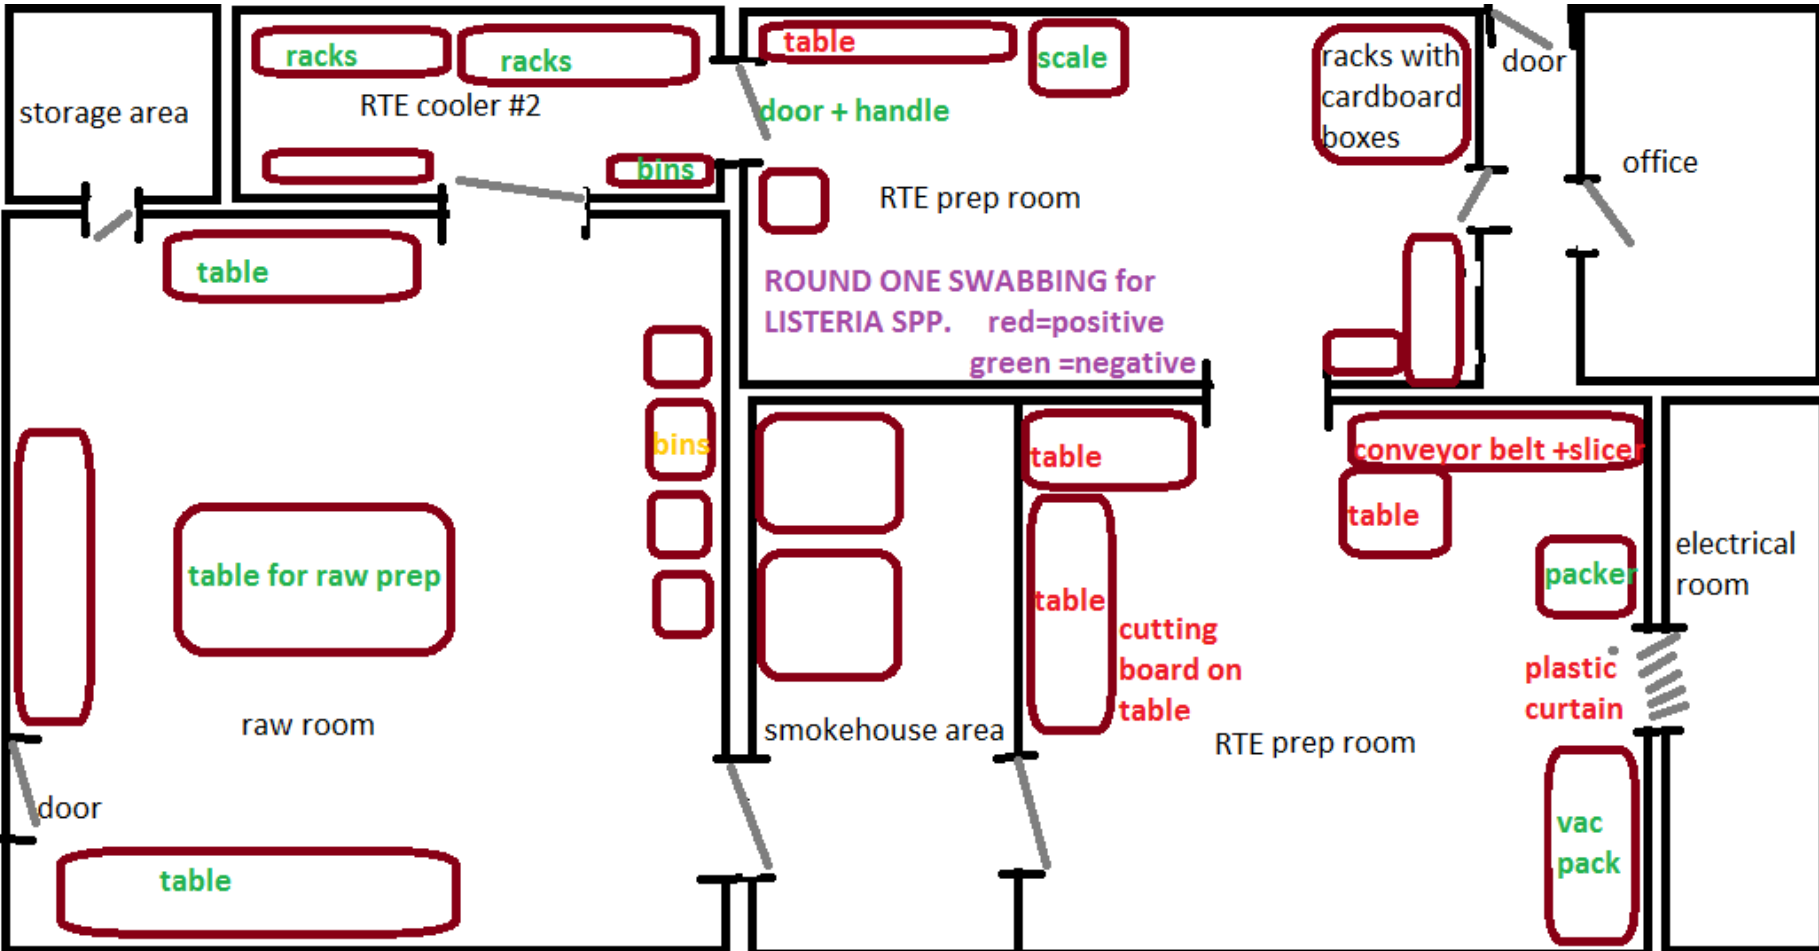 storage area
racks
racks
RTE cooler #2
bins
table
scale
door + handle
racks with
cardboard
boxes
door
office
RTE prep room
ROUND ONE SWABBING for
LISTERIA SPP. red=positive
green =negative
table
bins
table for raw prep
raw room
door
table
smokehouse area
table
table
cutting
board on
table
conveyor belt +slicer
table
packer
plastic
curtain
RTE prep room
vac
pack
electrical
room